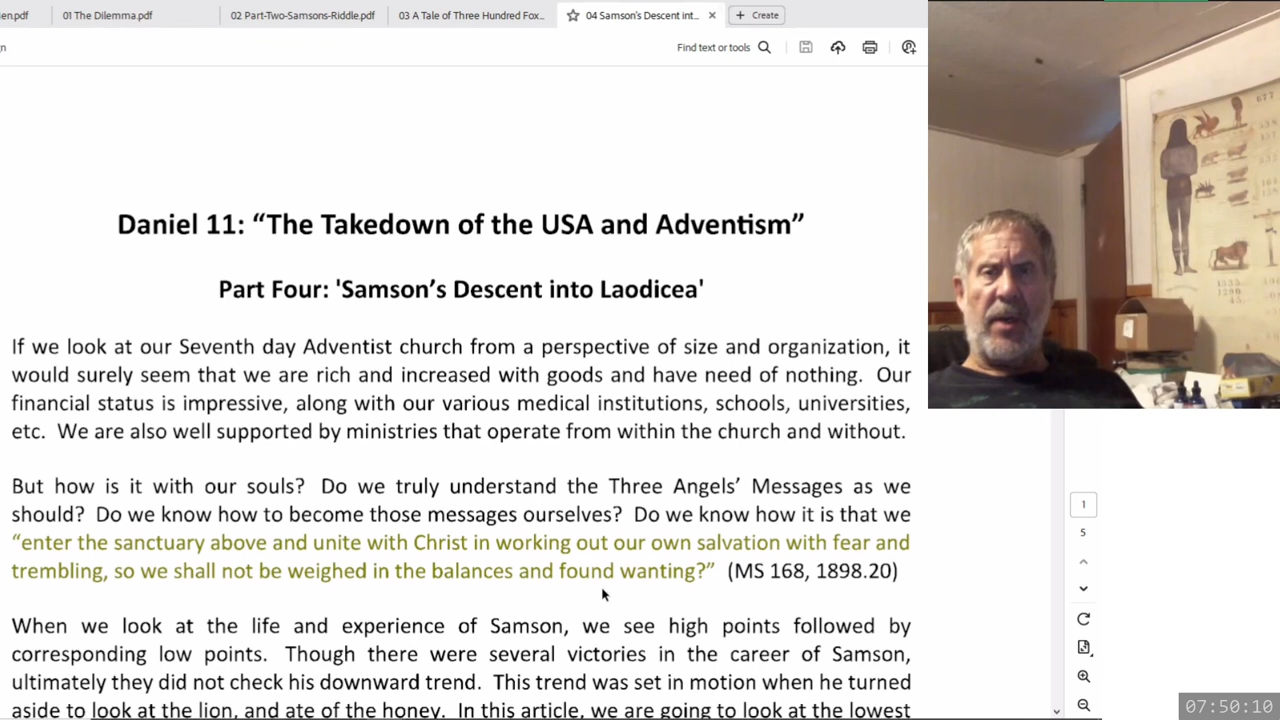 ien.pdf
01 The Dilemma.pdf
02 Part-Two-Samsons-Riddle.pdf
03 A Tale of Three Hundred Fox...
04 Samson's Descent int...
Create
n
Find text or tools
Daniel 11: “The Takedown of the USA and Adventism”
Part Four: 'Samson’s Descent into Laodicea'
If we look at our Seventh day Adventist church from a perspective of size and organization, it
would surely seem that we are rich and increased with goods and have need of nothing. Our
financial status is impressive, along with our various medical institutions, schools, universities,
etc. We are also well supported by ministries that operate from within the church and without.
But how is it with our souls? Do we truly understand the Three Angels’ Messages as we
should? Do we know how to become those messages ourselves? Do we know how it is that we
“enter the sanctuary above and unite with Christ in working out our own salvation with fear and
trembling, so we shall not be weighed in the balances and found wanting?” (MS 168, 1898.20)
When we look at the life and experience of Samson, we see high points followed by
corresponding low points. Though there were several victories in the career of Samson,
ultimately they did not check his downward trend. This trend was set in motion when he turned
aside to look at the lion, and ate of the honey. In this article, we are going to look at the lowest
1
5
677
1335
1290
45
07:50:10